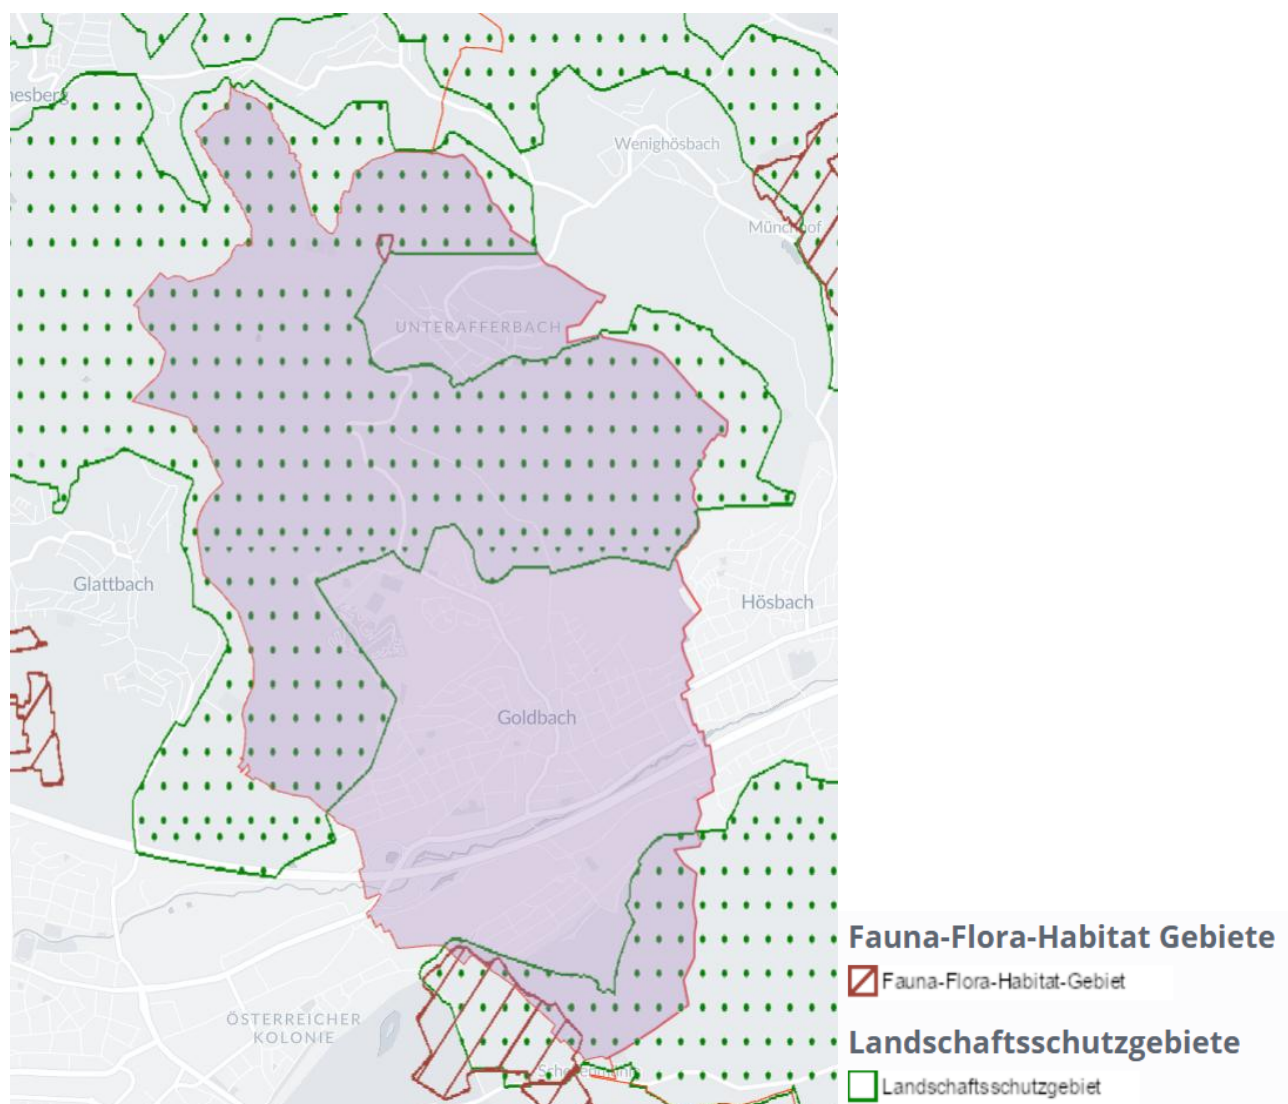 Wenighösbach
UNTERAFFERBACH
Glattbach
Hösbach
Goldbach
ÖSTERREICHER
KOLONIE
Fauna-Flora-Habitat Gebiete
Fauna-Flora-Habitat-Gebiet
Landschaftsschutzgebiete
Landschaftsschutzgebiet